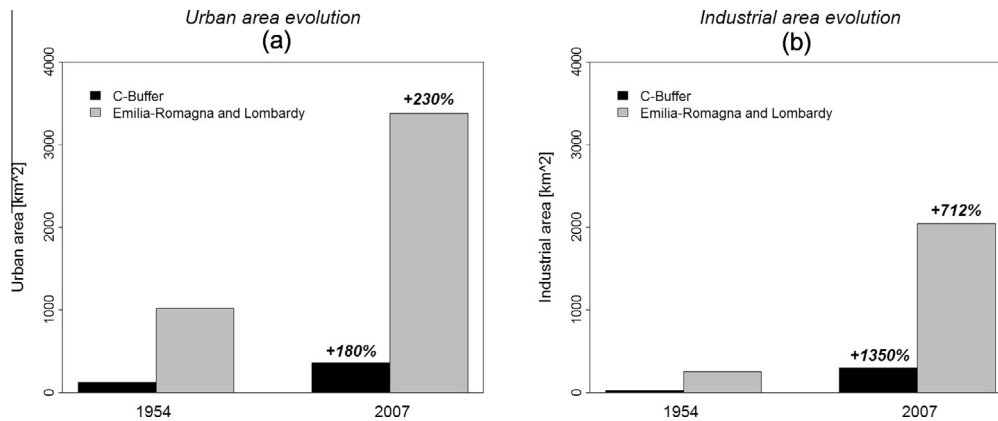 Urban area evolution
(a)
C-Buffer
Emilia-Romagna and Lombardy
+230%
+180%
Urban area [km^2]
0
1000
2000
3000
4000
1954
2007
Industrial area evolution
(b)
C-Buffer
Emilia-Romagna and Lombardy
+712%
+1350%
Industrial area [km^2]
0
1000
2000
3000
4000
1954
2007